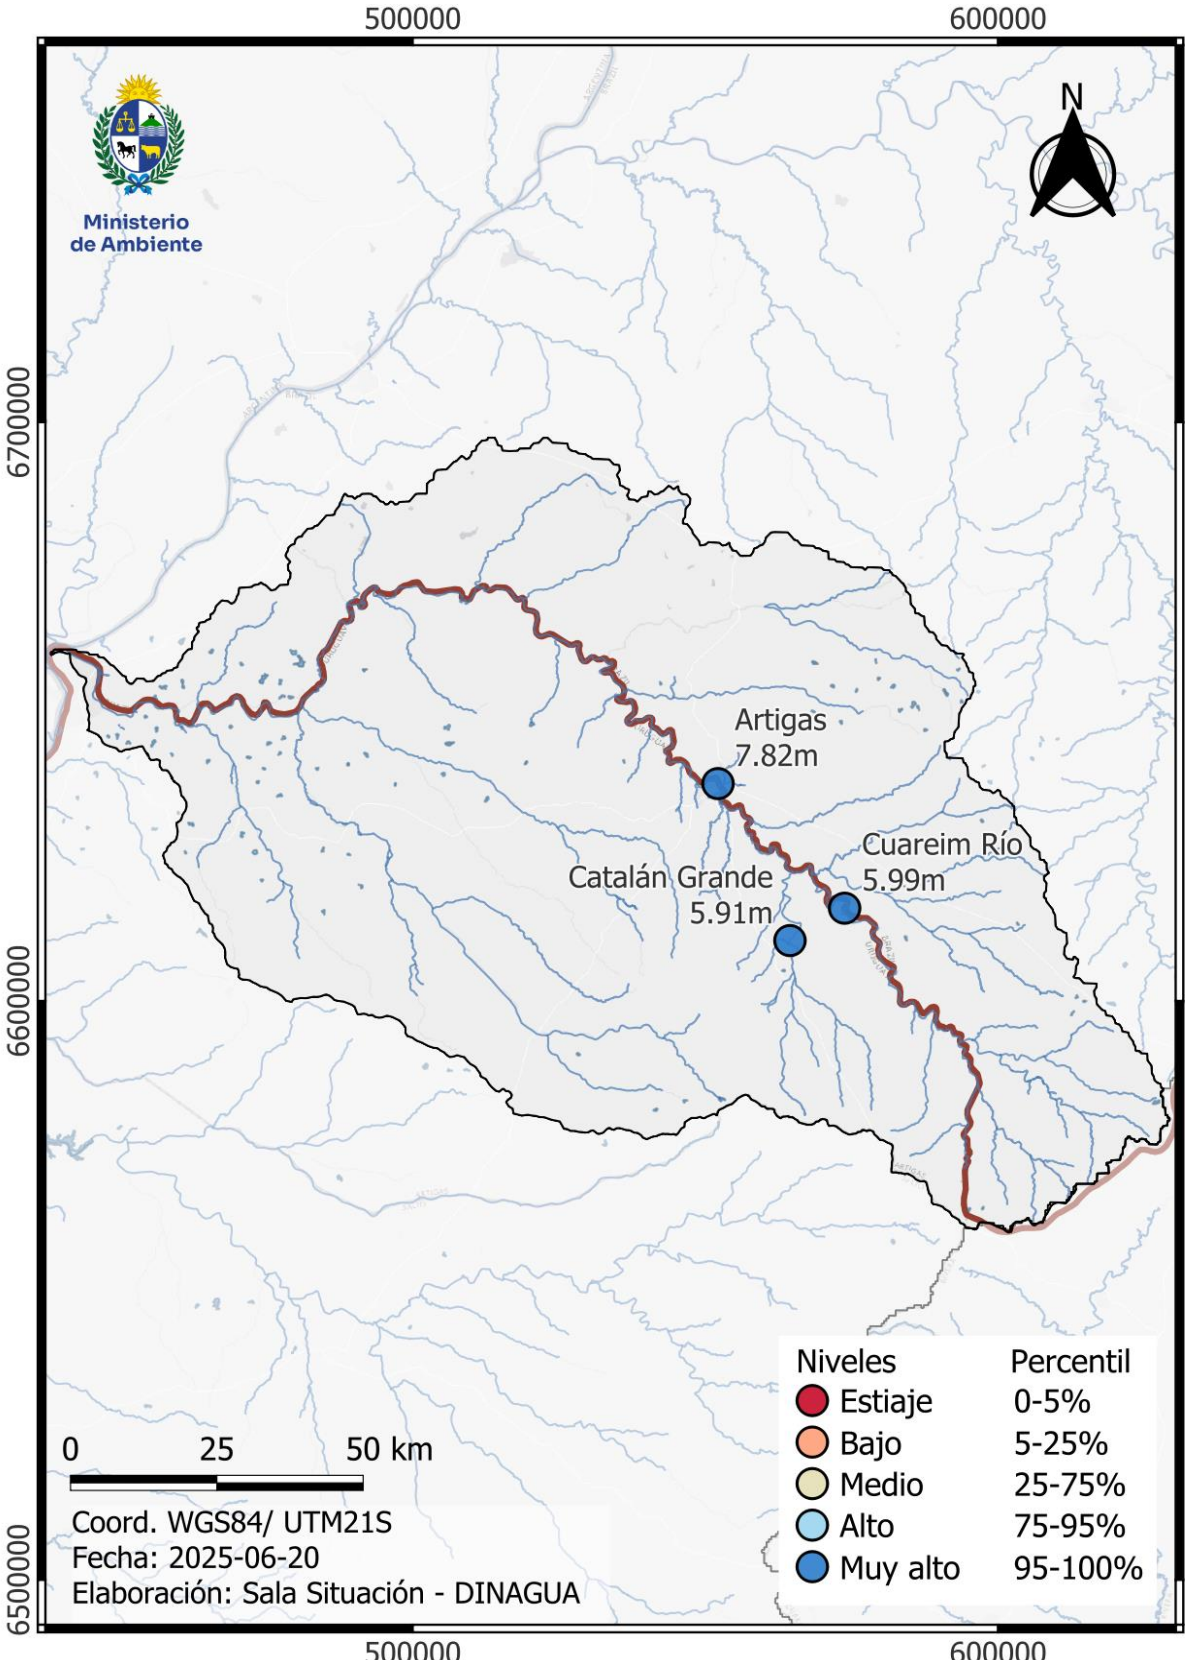 500000
600000
Ministerio
de Ambiente
N
6700000
Artigas
7.82m
Cuareim Río
5.99m
Catalán Grande
5.91m
6600000
Niveles Percentil
Estiaje 0-5%
Bajo 5-25%
Medio 25-75%
Alto 75-95%
Muy alto 95-100%
0 25 50 km
Coord. WGS84/ UTM21S
Fecha: 2025-06-20
Elaboración: Sala Situación - DINAGUA
6500000
500000
600000